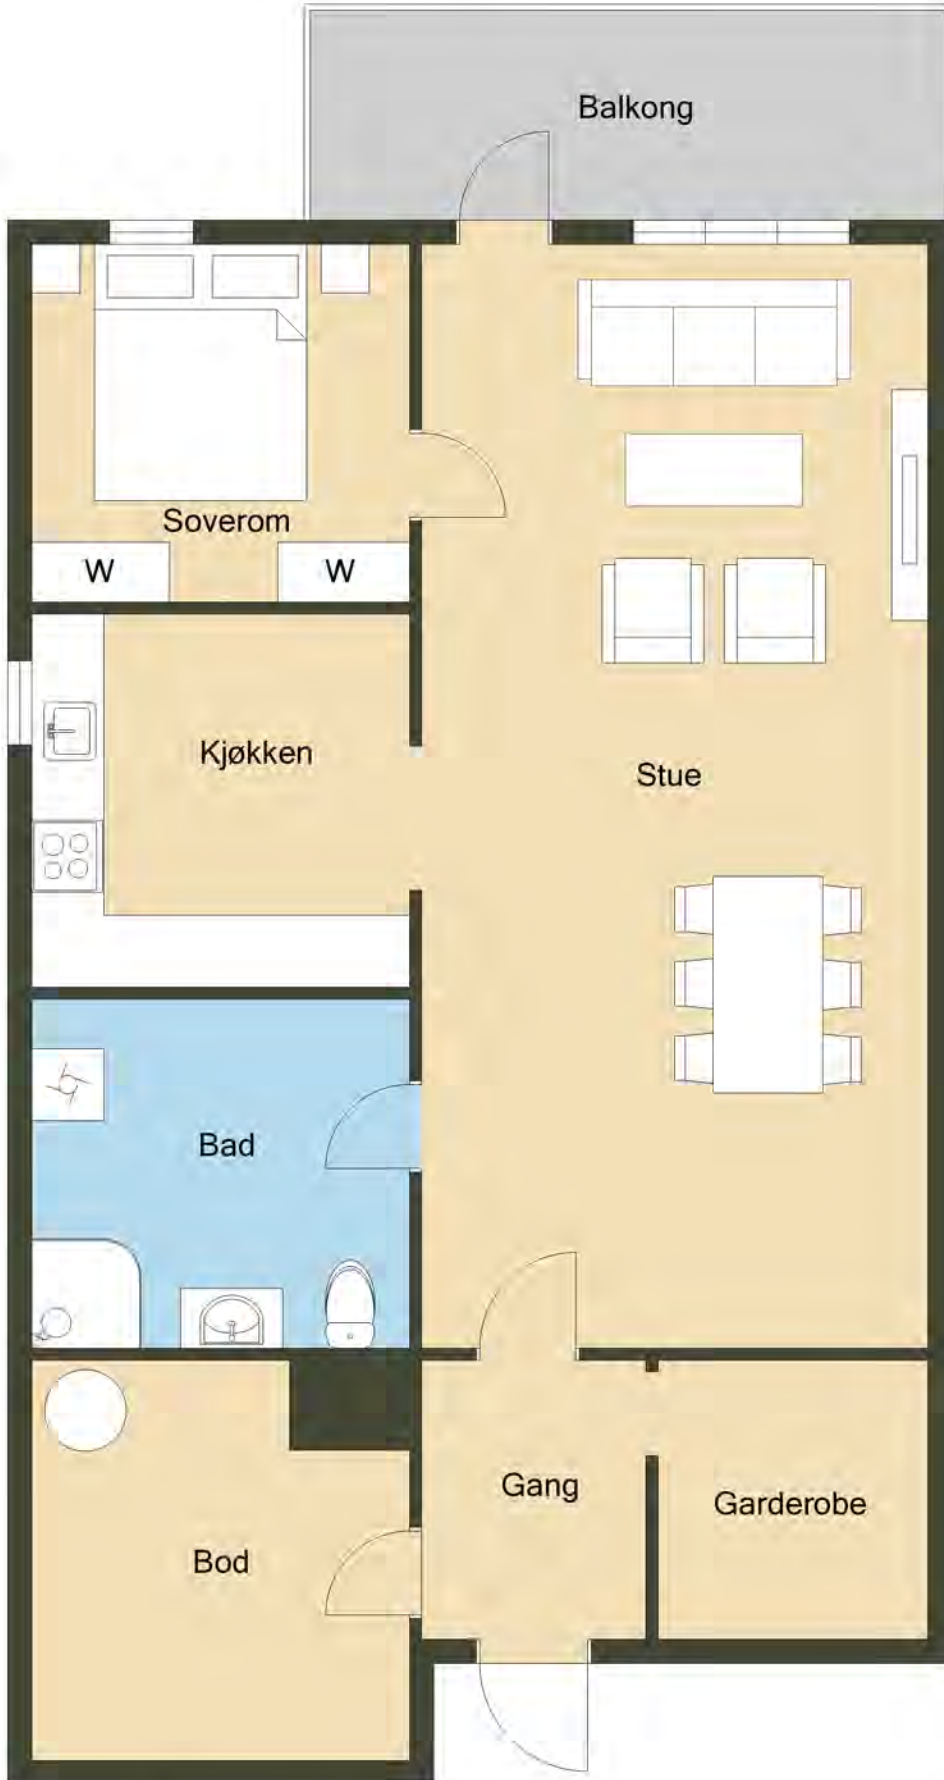 Balkong
Soverom
W
W
Kjøkken
Stue
Bad
Gang
Garderobe
Bod